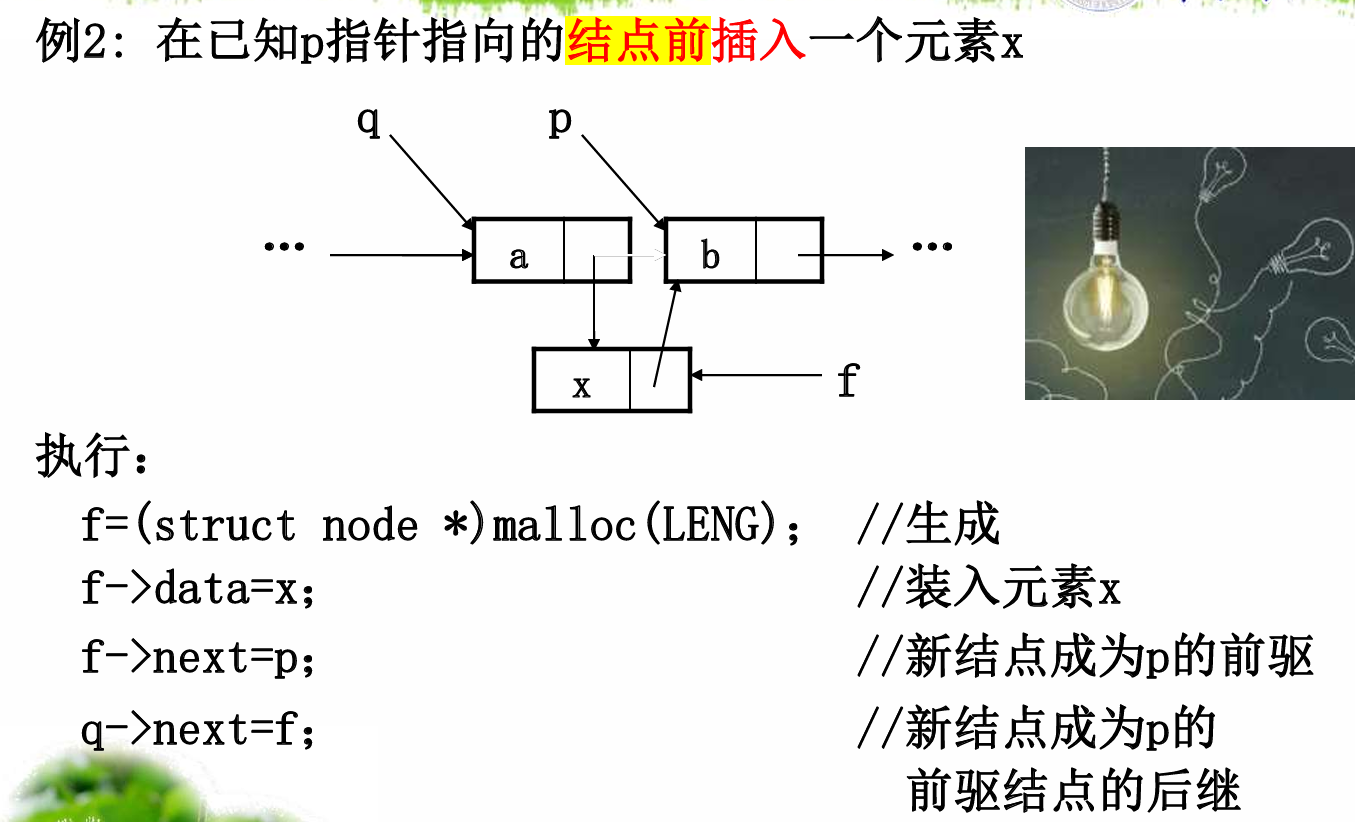 例2: 在已知p指针指向的结点前插入一个元素x
q p
... a b ...
x f
执行:
f=(struct node *)malloc(LENG); //生成
f->data=x; //装入元素x
f->next=p; //新结点成为p的前驱
q->next=f; //新结点成为p的
前驱结点的后继